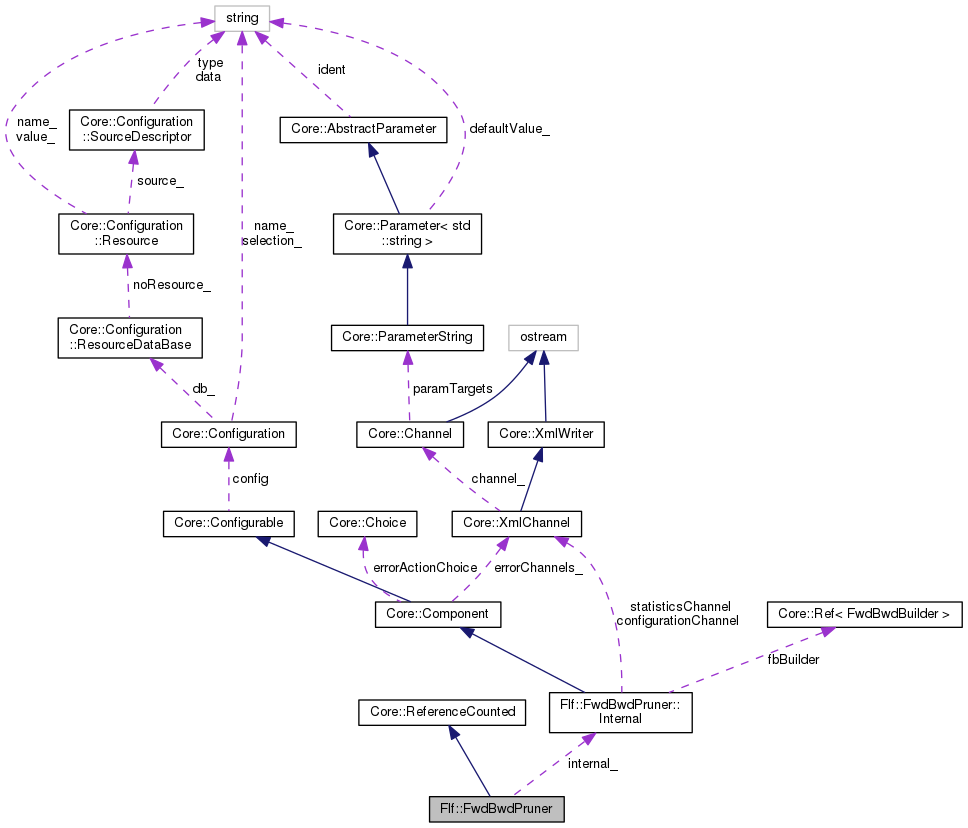 string
type
data
ident
name_
value_
Core::Configuration
::SourceDescriptor
Core::AbstractParameter
defaultValue_
source_
Core::Configuration
::Resource
name_
selection_
Core::Parameter< std
::string >
noResource_
Core::Configuration
::ResourceDataBase
Core::ParameterString
ostream
db_
paramTargets
Core::Configuration
Core::Channel
Core::XmlWriter
config
channel_
Core::Configurable
Core::Choice
Core::XmlChannel
errorActionChoice
errorChannels_
Core::Component
statisticsChannel
configurationChannel
Core::Ref< FwdBwdBuilder >
fbBuilder
Core::ReferenceCounted
Flf::FwdBwdPruner::
Internal
internal_
Flf::FwdBwdPruner